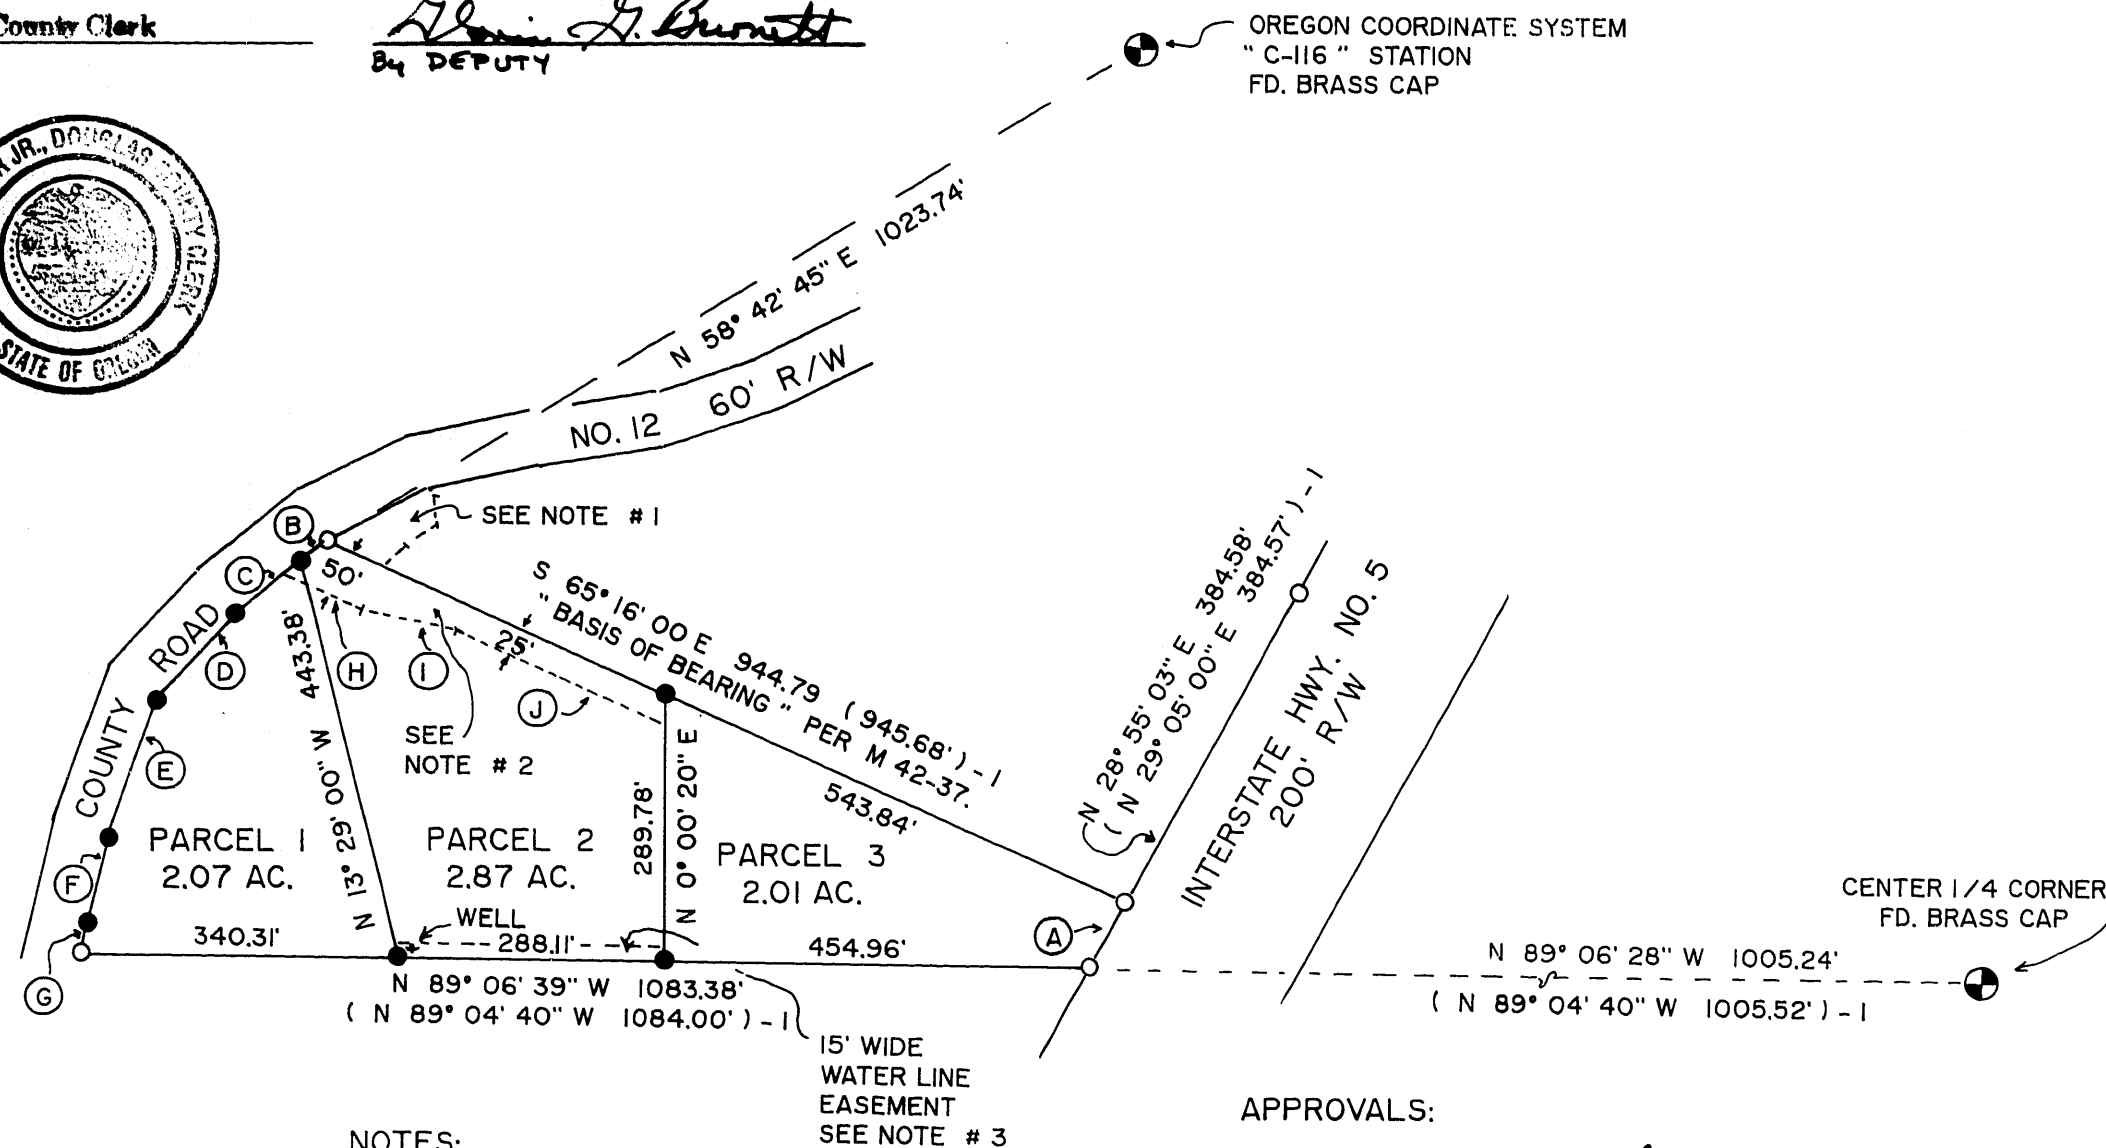 County Clerk
By DEPUTY
OREGON COORDINATE SYSTEM
" C-116 " STATION
FD. BRASS CAP
JR., DOUGLAS COUNTY CLERK
STATE OF OREGON
N 58° 42' 45" E 1023.74'
NO. 12 60' R/W
SEE NOTE # 1
B
C
50'
ROAD
D
H
I
25'
J
S 65° 16' 00 E 944.79 ( 945.68' ) - 1
" BASIS OF BEARING " PER M 42-37.
543.84'
443.38'
N 13° 29' 00" W
SEE
NOTE # 2
COUNTY
E
F
G
PARCEL 1
2.07 AC.
PARCEL 2
2.87 AC.
289.78'
N 0° 00' 20" E
PARCEL 3
2.01 AC.
N 28° 55' 03" E 384.58'
( N 29° 05' 00" E 384.57' ) - 1
INTERSTATE HWY. NO. 5
200' R/W
A
WELL
340.31'
288.11'
454.96'
N 89° 06' 39" W 1083.38'
( N 89° 04' 40" W 1084.00' ) - 1
CENTER 1/4 CORNER
FD. BRASS CAP
N 89° 06' 28" W 1005.24'
( N 89° 04' 40" W 1005.52' ) - 1
15' WIDE
WATER LINE
EASEMENT
SEE NOTE # 3
APPROVALS:
NOTES: